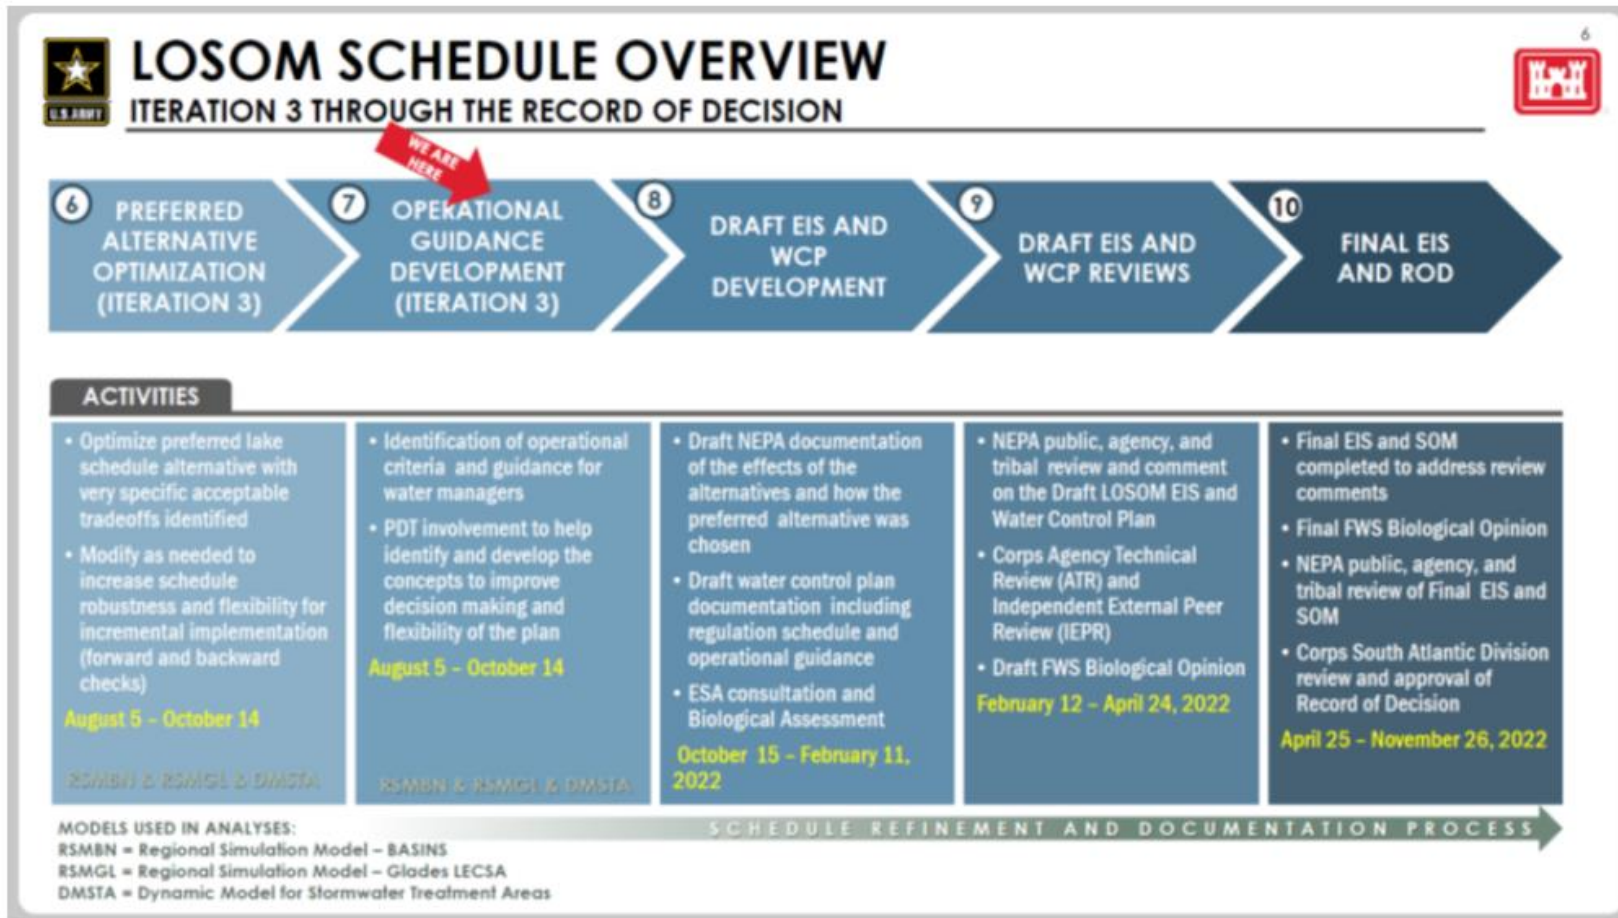 6
U.S. ARMY
LOSOM SCHEDULE OVERVIEW
ITERATION 3 THROUGH THE RECORD OF DECISION
WE ARE
HERE
6
PREFERRED
ALTERNATIVE
OPTIMIZATION
(ITERATION 3)
7
OPERATIONAL
GUIDANCE
DEVELOPMENT
(ITERATION 3)
8
DRAFT EIS AND
WCP
DEVELOPMENT
9
DRAFT EIS AND
WCP REVIEWS
10
FINAL EIS
AND ROD
ACTIVITIES
• Optimize preferred lake
schedule alternative with
very specific acceptable
tradeoffs identified
• Modify as needed to
increase schedule
robustness and flexibility for
incremental implementation
(forward and backward
checks)
August 5 – October 14
RSMBN & RSMGL & DMSTA
• Identification of operational
criteria and guidance for
water managers
• PDT involvement to help
identify and develop the
concepts to improve
decision making and
flexibility of the plan
August 5 – October 14
RSMBN & RSMGL & DMSTA
• Draft NEPA documentation
of the effects of the
alternatives and how the
preferred alternative was
chosen
• Draft water control plan
documentation including
regulation schedule and
operational guidance
• ESA consultation and
Biological Assessment
October 15 – February 11,
2022
• NEPA public, agency, and
tribal review and comment
on the Draft LOSOM EIS and
Water Control Plan
• Corps Agency Technical
Review (ATR) and
Independent External Peer
Review (IEPR)
• Draft FWS Biological Opinion
February 12 – April 24, 2022
• Final EIS and SOM
completed to address review
comments
• Final FWS Biological Opinion
• NEPA public, agency, and
tribal review of Final EIS and
SOM
• Corps South Atlantic Division
review and approval of
Record of Decision
April 25 – November 26, 2022
SCHEDULE REFINEMENT AND DOCUMENTATION PROCESS
MODELS USED IN ANALYSES:
RSMBN = Regional Simulation Model – BASINS
RSMGL = Regional Simulation Model – Glades LECSA
DMSTA = Dynamic Model for Stormwater Treatment Areas